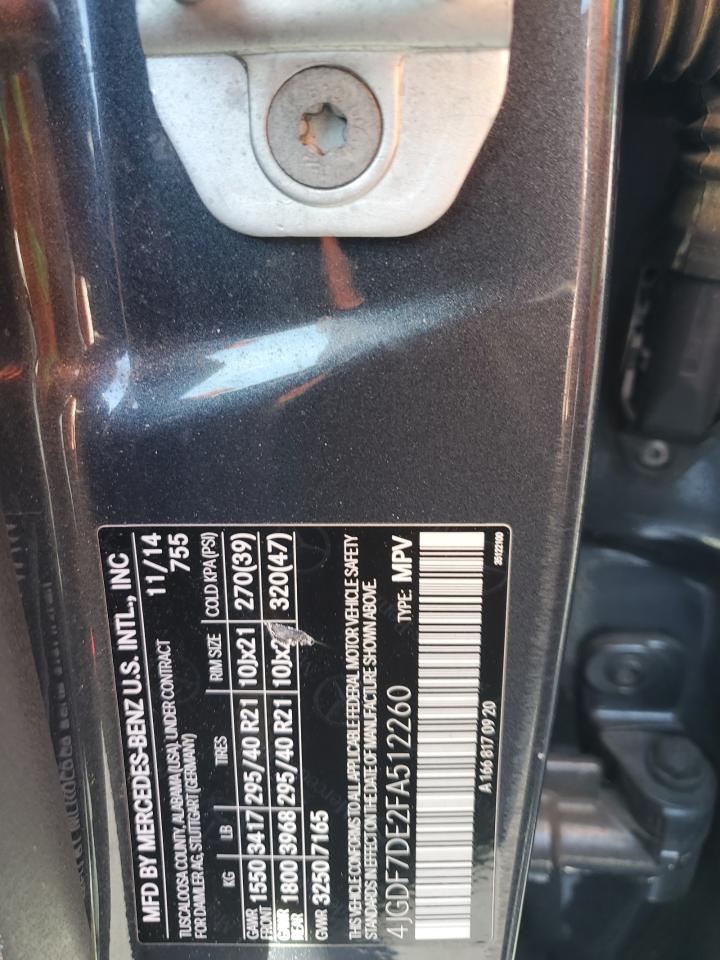 MFD BY MERCEDES-BENZ U.S. INTL., INC
TUSCALOOSA COUNTY, ALABAMA (USA), UNDER CONTRACT 11/14
FOR DAIMLER AG, STUTTGART (GERMANY) 755
KG LB TIRES RIM SIZE COLD KPA (PSI)
GAWR FRONT 1550 3417 295/40 R21 10Jx21 270(39)
GAWR REAR 1800 3968 295/40 R21 320(47)
GVWR 3250 7165
THIS VEHICLE CONFORMS TO ALL APPLICABLE FEDERAL MOTOR VEHICLE SAFETY
STANDARDS IN EFFECT ON THE DATE OF MANUFACTURE SHOWN ABOVE.
4JGDF7DE2FA512260 TYPE: MPV
A 166 817 09 20